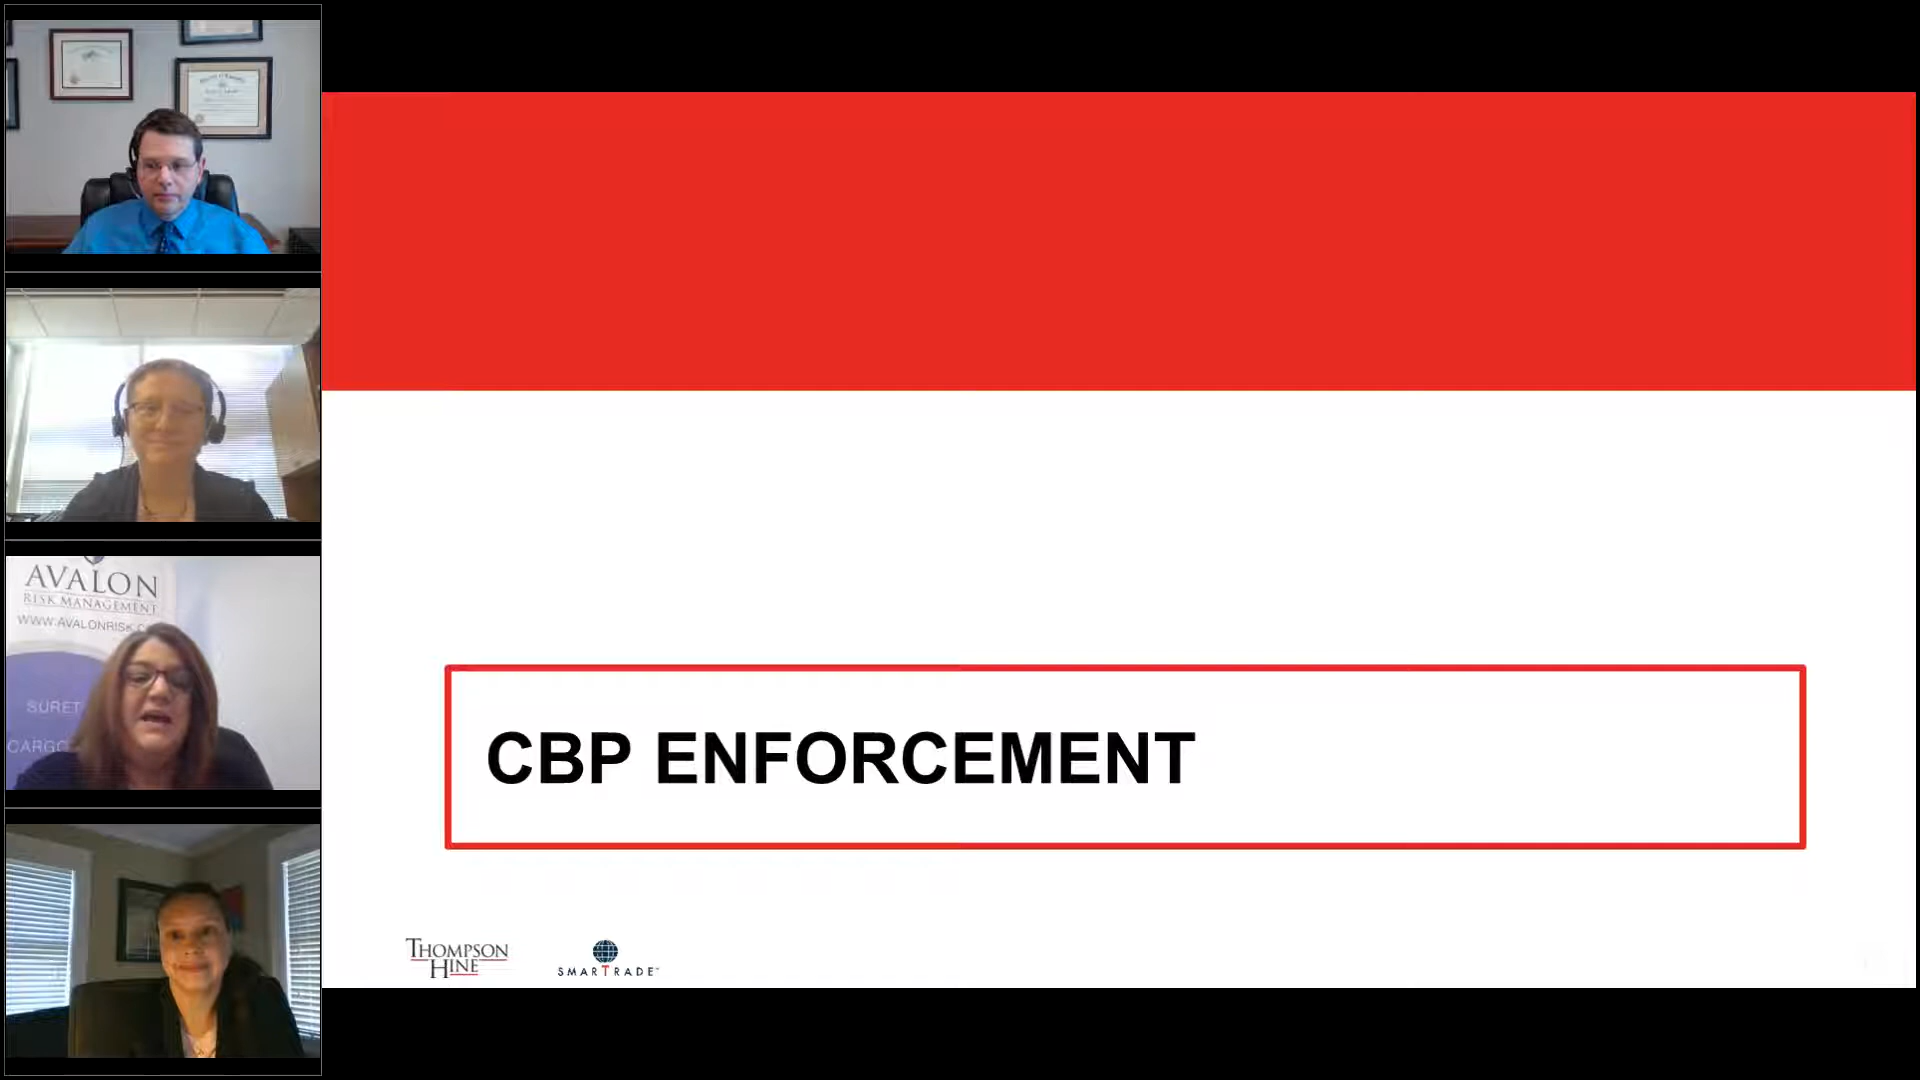 AVALON
RISK MANAGEMENT
WWW.AVALONRISK.C
SURET
CARGO
CBP ENFORCEMENT
THOMPSON
HINE
SMARTRADE